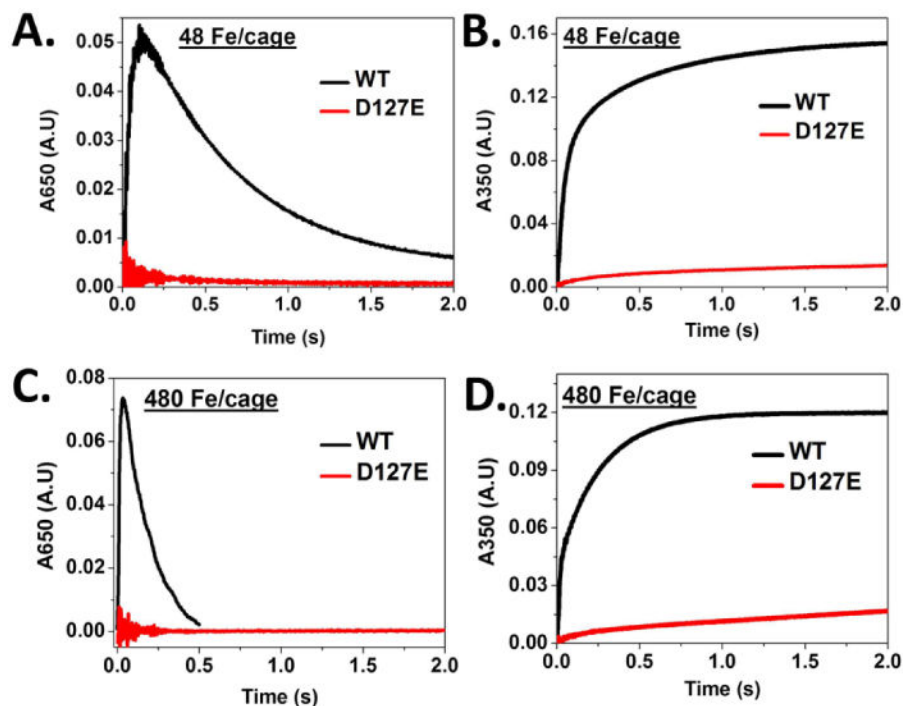 A.
48 Fe/cage
WT
D127E
A650 (A.U)
0.05
0.04
0.03
0.02
0.01
0.00
0.0 0.5 1.0 1.5 2.0
Time (s)
B.
48 Fe/cage
WT
D127E
A350 (A.U)
0.16
0.12
0.08
0.04
0.00
0.0 0.5 1.0 1.5 2.0
Time (s)
C.
480 Fe/cage
WT
D127E
A650 (A.U)
0.08
0.06
0.04
0.02
0.00
0.0 0.5 1.0 1.5 2.0
Time (s)
D.
480 Fe/cage
WT
D127E
A350 (A.U)
0.12
0.09
0.06
0.03
0.00
0.0 0.5 1.0 1.5 2.0
Time (s)